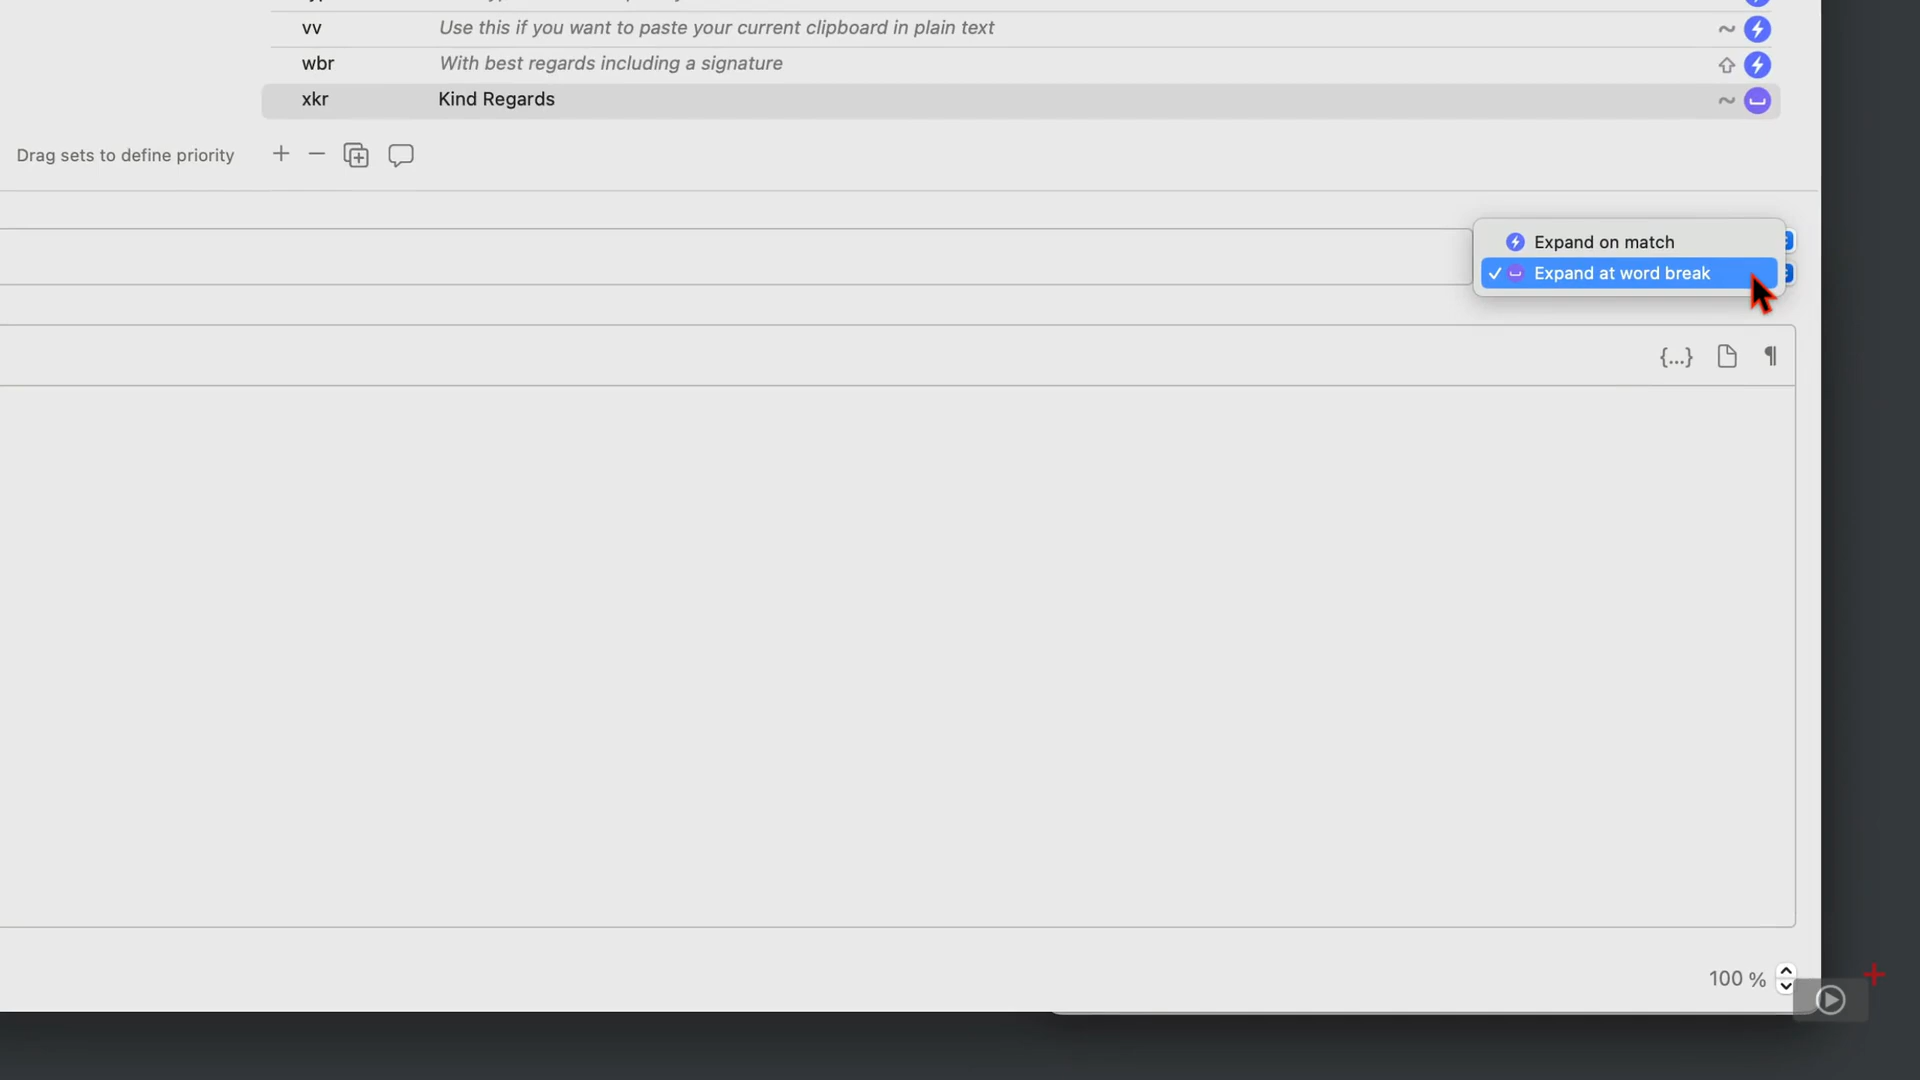 vv Use this if you want to paste your current clipboard in plain text ~
wbr With best regards including a signature
xkr Kind Regards ~
Drag sets to define priority + −
Expand on match
✓ Expand at word break
{...} ¶
100 %